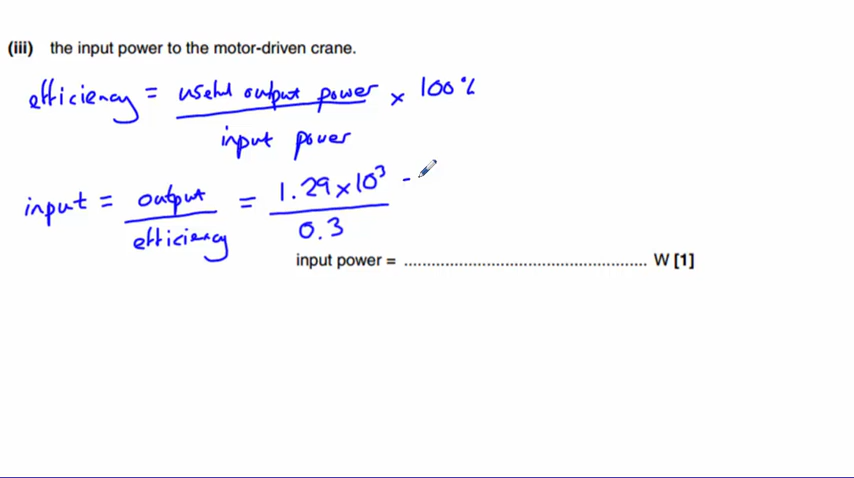 (iii) the input power to the motor-driven crane.
efficiency = useful output power / input power × 100%
input = output / efficiency = 1.29 × 10³ / 0.3 -
input power = .................................................... W [1]